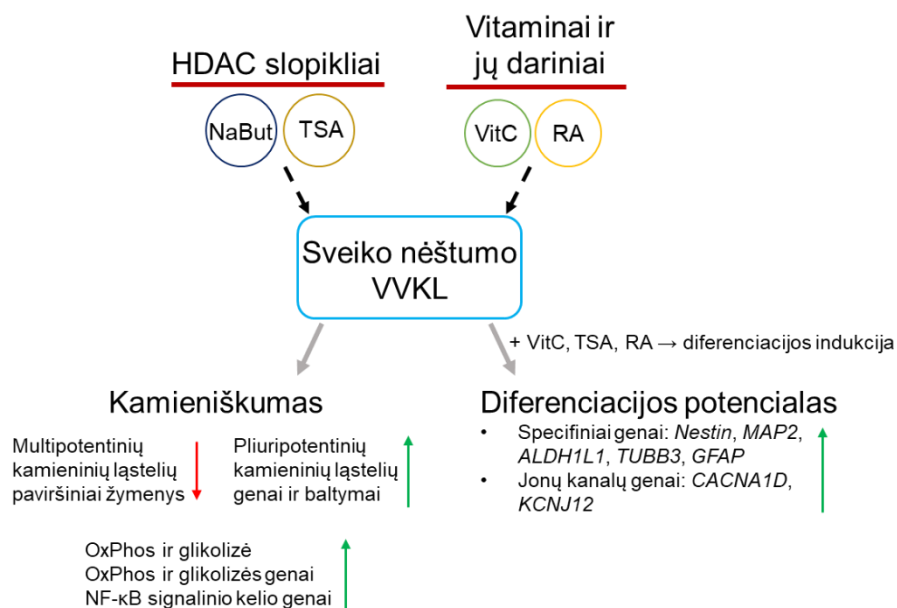 HDAC slopikliai
Vitaminai ir
jų dariniai
NaBut
TSA
VitC
RA
Sveiko nėštumo
VVKL
+ VitC, TSA, RA → diferenciacijos indukcija
Kamieniškumas
Multipotentinių
kamieninių ląstelių
paviršiniai žymenys
Pliuripotentinių
kamieninių ląstelių
genai ir baltymai
OxPhos ir glikolizė
OxPhos ir glikolizės genai
NF-κB signalinio kelio genai
Diferenciacijos potencialas
• Specifiniai genai: Nestin, MAP2,
ALDH1L1, TUBB3, GFAP
• Jonų kanalų genai: CACNA1D,
KCNJ12